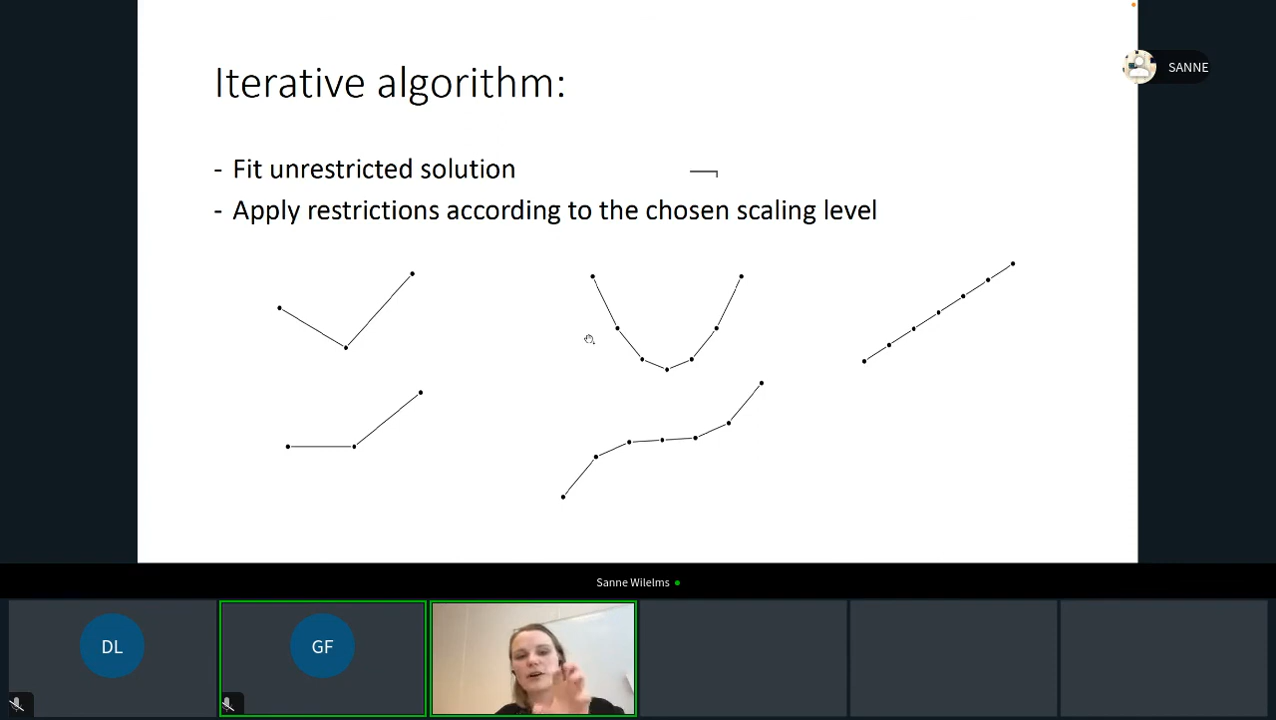 SANNE
Iterative algorithm:
- Fit unrestricted solution
- Apply restrictions according to the chosen scaling level
Sanne Wilelms
DL
GF